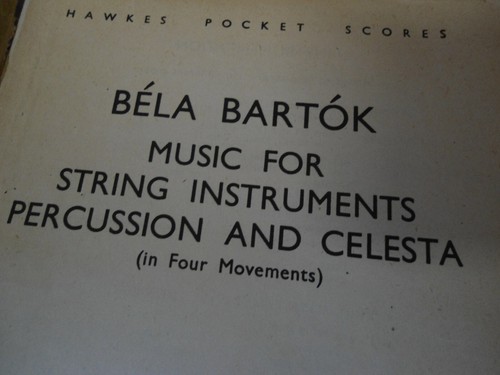 HAWKES POCKET SCORES
BÉLA BARTÓK
MUSIC FOR
STRING INSTRUMENTS
PERCUSSION AND CELESTA
(in Four Movements)